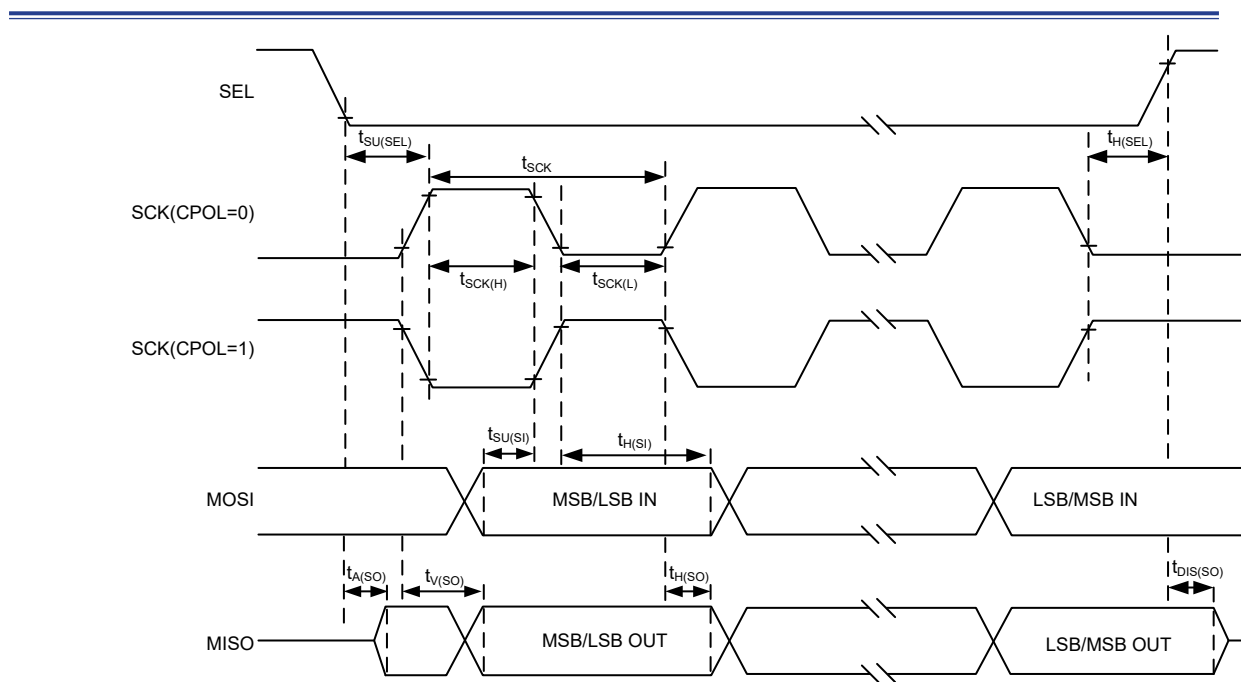 SEL
tSU(SEL)
tH(SEL)
tSCK
SCK(CPOL=0)
tSCK(H)
tSCK(L)
SCK(CPOL=1)
tSU(SI)
tH(SI)
MOSI
MSB/LSB IN
LSB/MSB IN
tA(SO)
tV(SO)
tH(SO)
tDIS(SO)
MISO
MSB/LSB OUT
LSB/MSB OUT